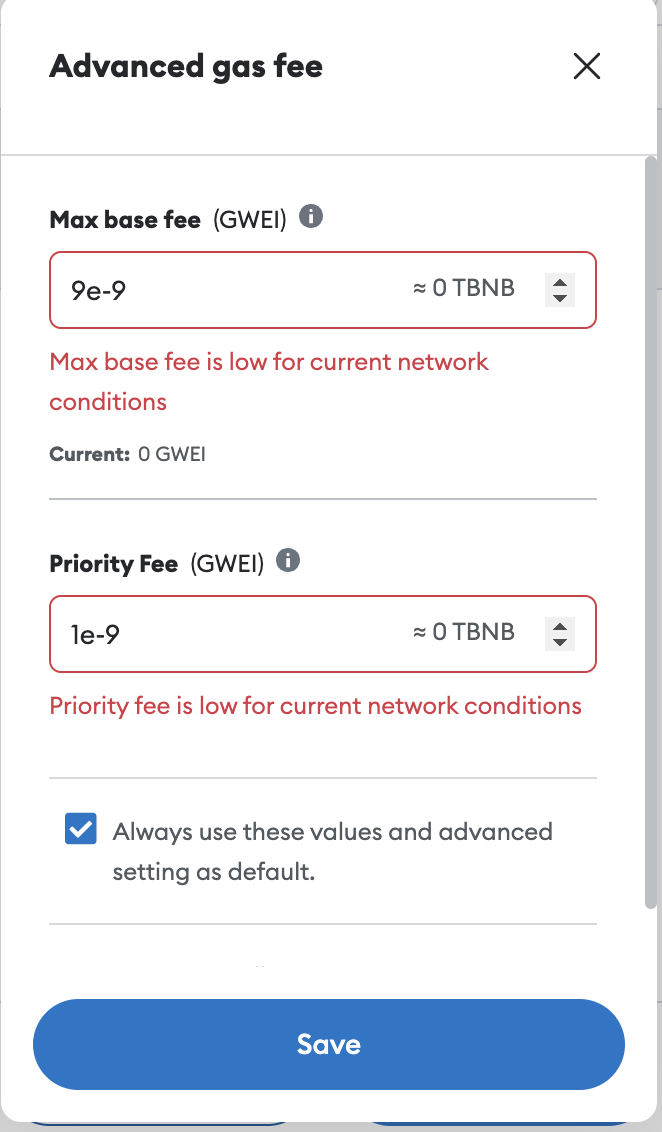 Advanced gas fee
Max base fee (GWEI)
9e-9 ≈ 0 TBNB
Max base fee is low for current network
conditions
Current: 0 GWEI
Priority Fee (GWEI)
1e-9 ≈ 0 TBNB
Priority fee is low for current network conditions
Always use these values and advanced
setting as default.
Save